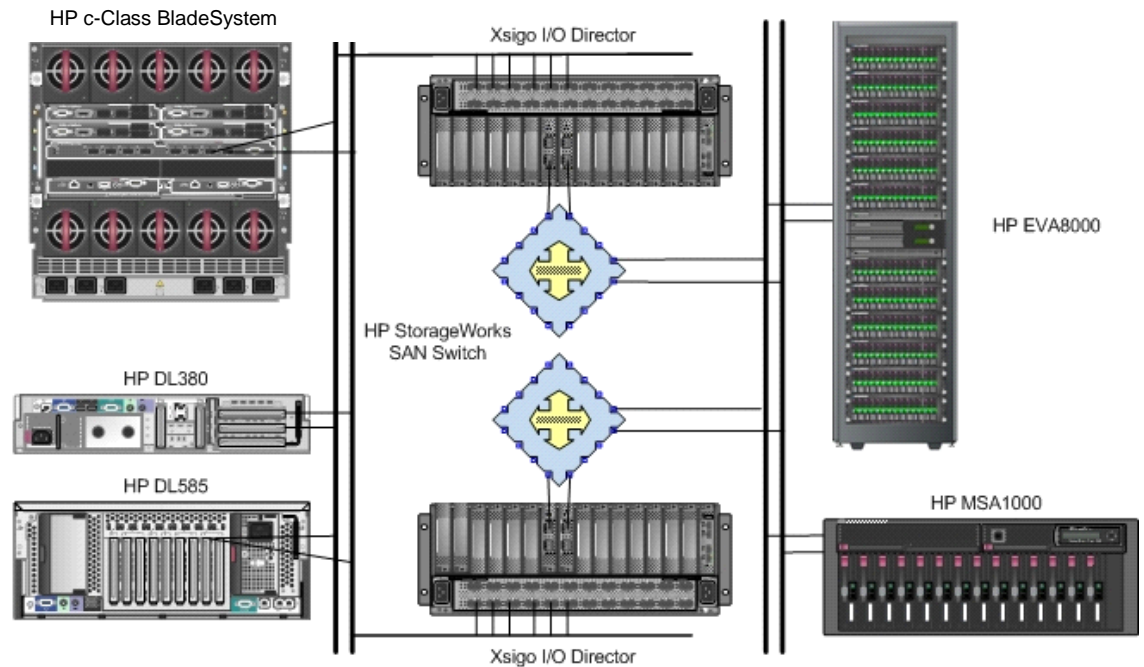 HP c-Class BladeSystem
Xsigo I/O Director
HP EVA8000
HP StorageWorks
SAN Switch
HP DL380
HP DL585
HP MSA1000
Xsigo I/O Director